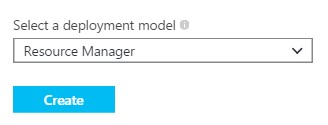 Select a deployment model
Resource Manager
Create